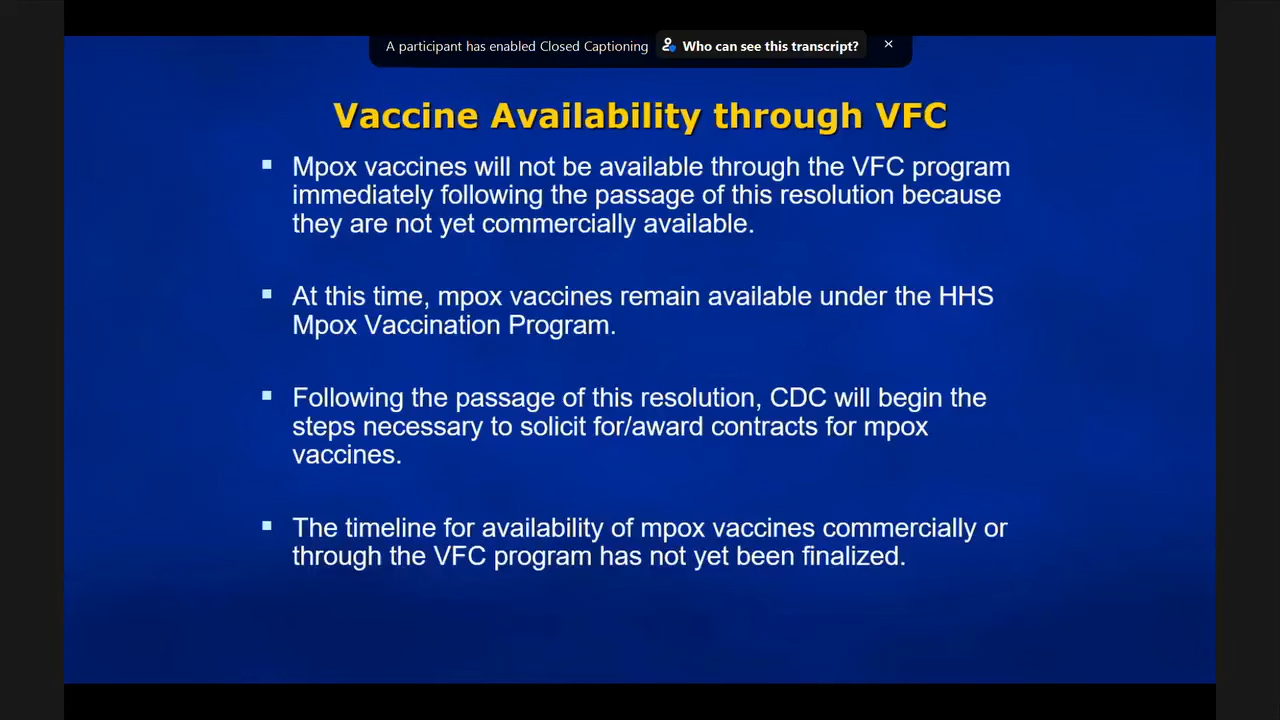 A participant has enabled Closed Captioning Who can see this transcript?
Vaccine Availability through VFC
Mpox vaccines will not be available through the VFC program
immediately following the passage of this resolution because
they are not yet commercially available.
At this time, mpox vaccines remain available under the HHS
Mpox Vaccination Program.
Following the passage of this resolution, CDC will begin the
steps necessary to solicit for/award contracts for mpox
vaccines.
The timeline for availability of mpox vaccines commercially or
through the VFC program has not yet been finalized.